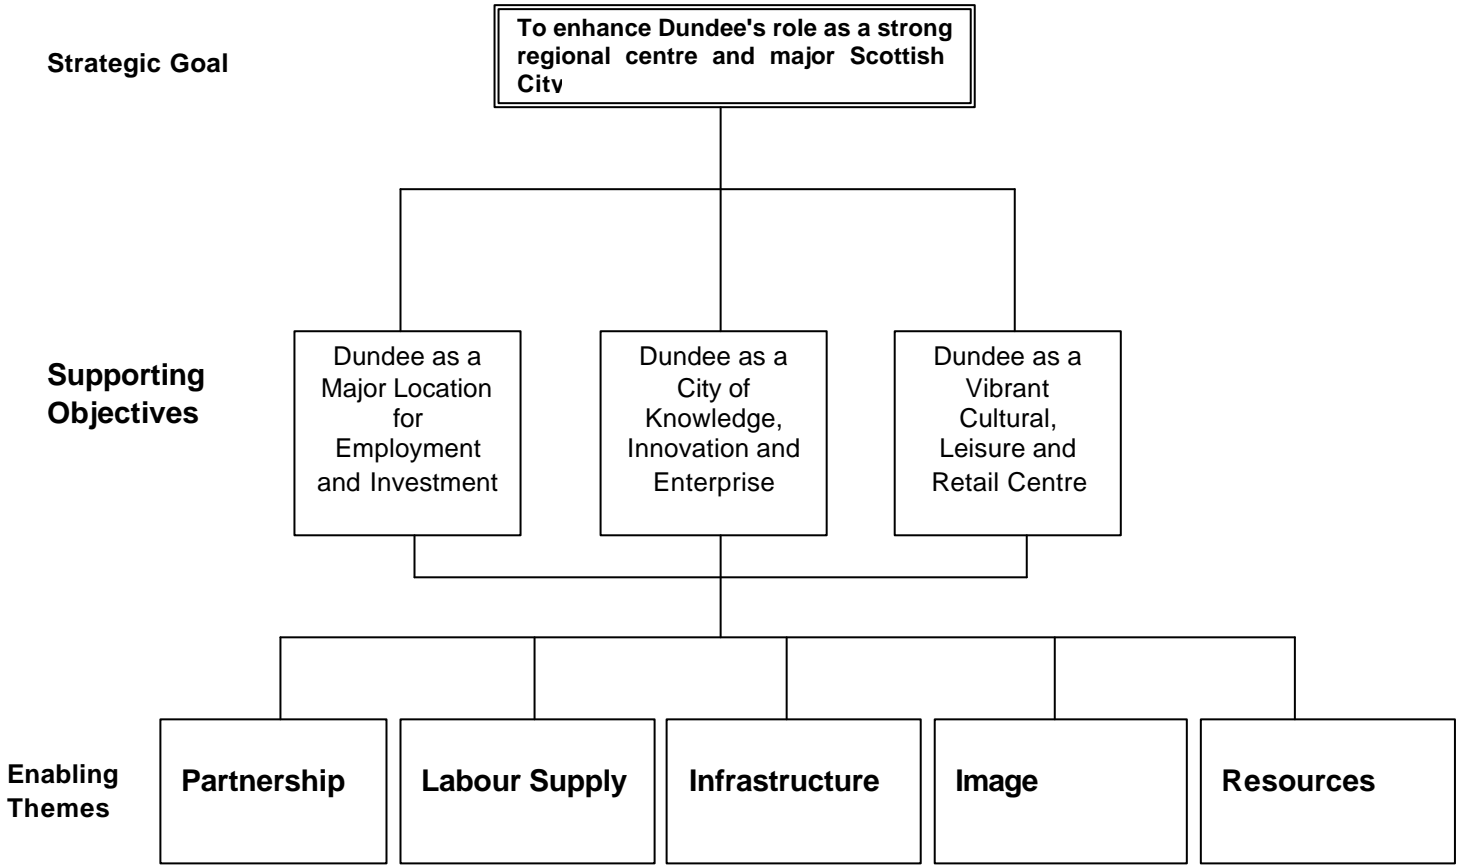 Strategic Goal
To enhance Dundee's role as a strong
regional centre and major Scottish
City
Supporting
Objectives
Dundee as a
Major Location
for
Employment
and Investment
Dundee as a
City of
Knowledge,
Innovation and
Enterprise
Dundee as a
Vibrant
Cultural,
Leisure and
Retail Centre
Enabling
Themes
Partnership
Labour Supply
Infrastructure
Image
Resources